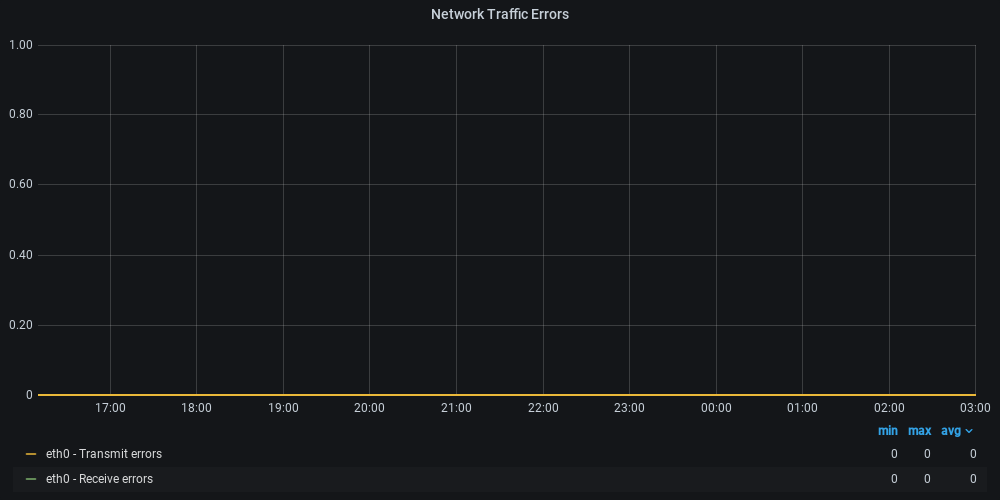 Network Traffic Errors
1.00
0.80
0.60
0.40
0.20
0
17:00 18:00 19:00 20:00 21:00 22:00 23:00 00:00 01:00 02:00 03:00
min max avg
eth0 - Transmit errors 0 0 0
eth0 - Receive errors 0 0 0